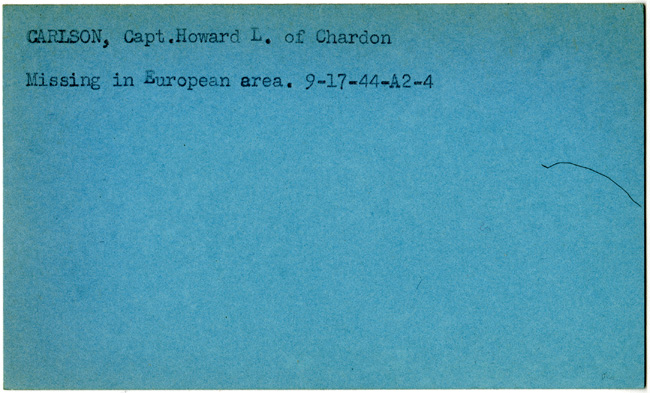 CARLSON, Capt.Howard L. of Chardon
Missing in European area. 9-17-44-A2-4